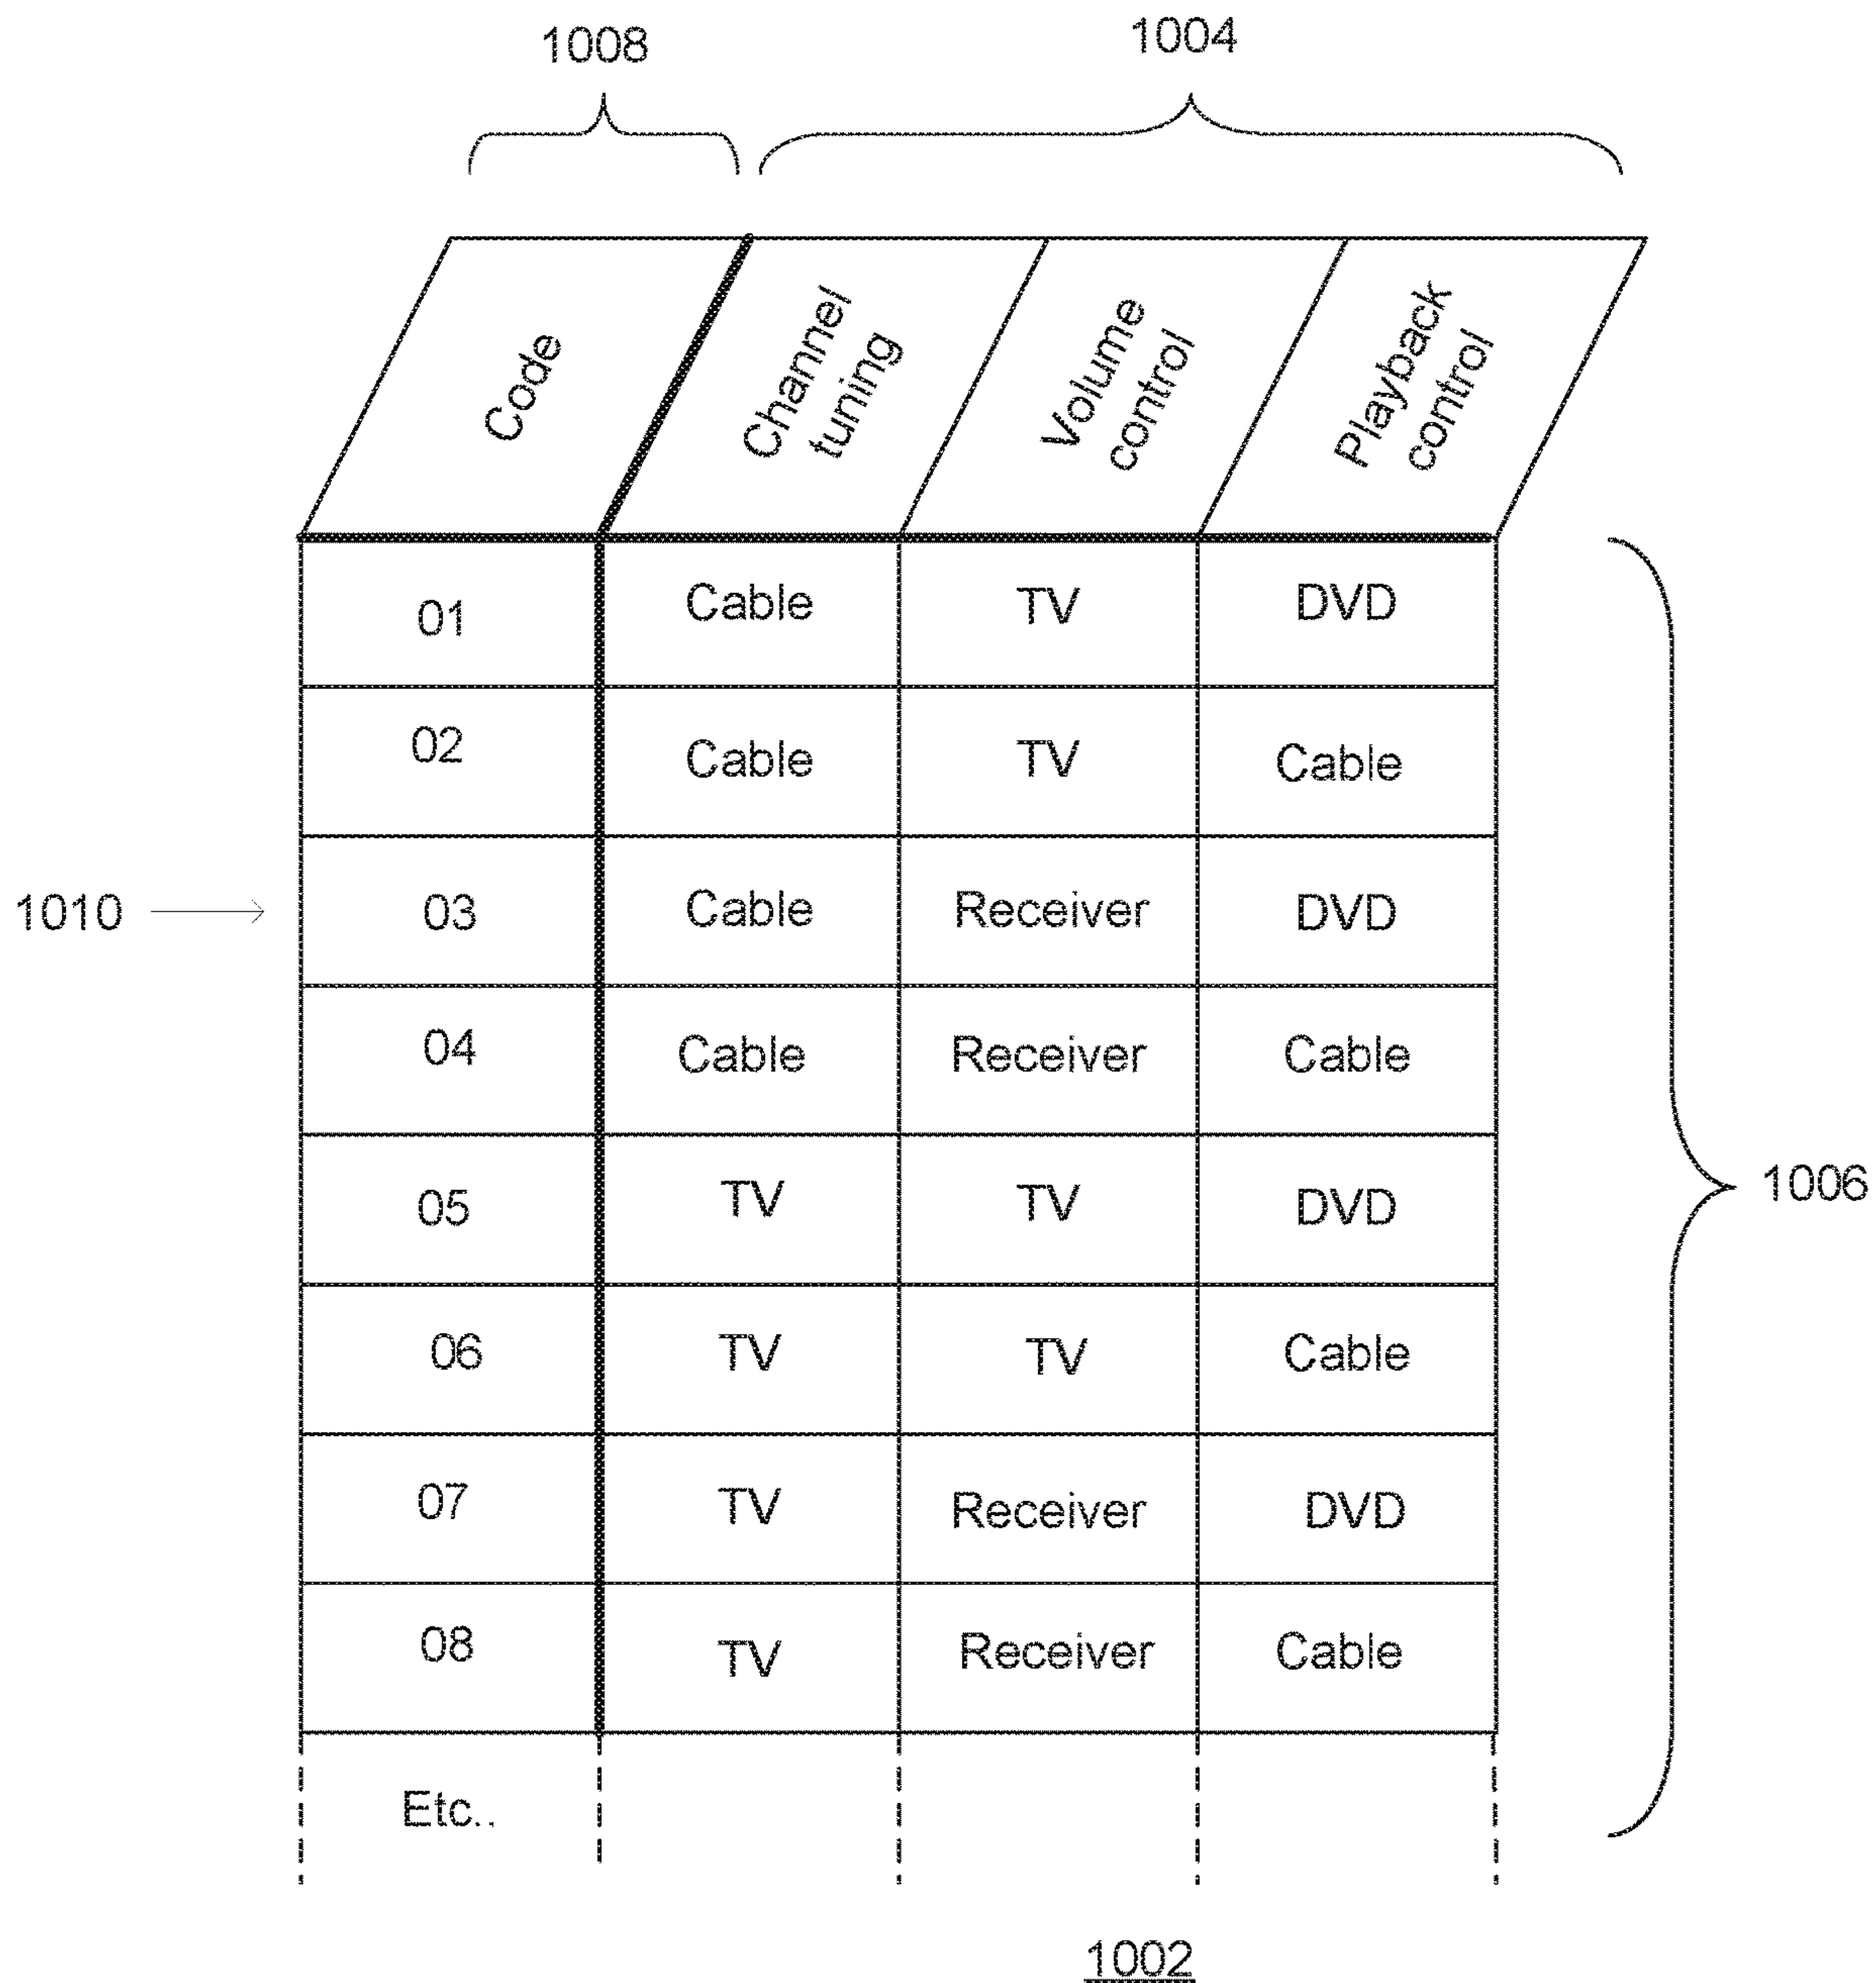 1008
1004
Code
Channel
tuning
Volume
control
Playback
control
01 Cable TV DVD
02 Cable TV Cable
1010 03 Cable Receiver DVD
04 Cable Receiver Cable
05 TV TV DVD
1006
06 TV TV Cable
07 TV Receiver DVD
08 TV Receiver Cable
Etc..
1002